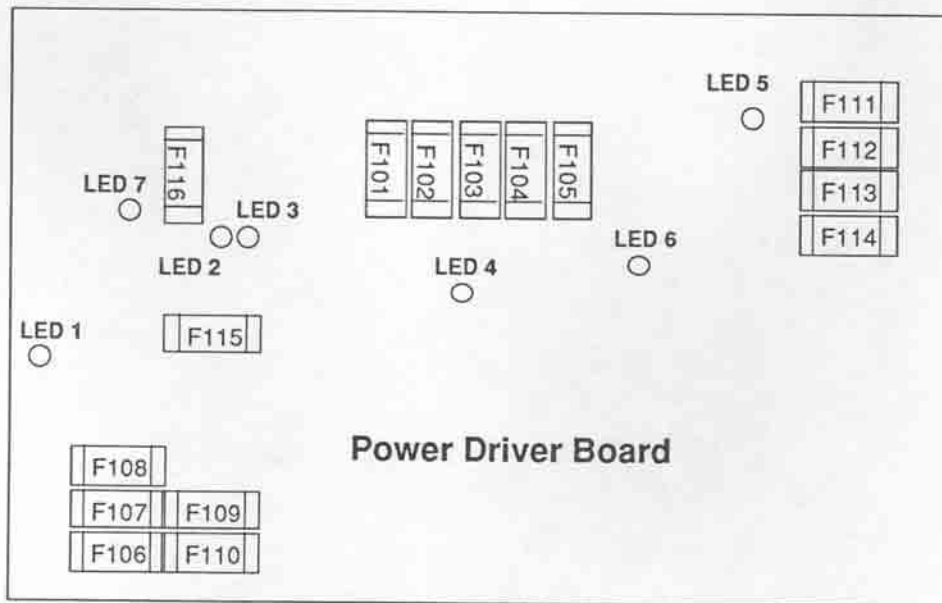 LED 5
F111
F112
F113
F114
F116
LED 7
LED 3
LED 2
F101
F102
F103
F104
F105
LED 6
LED 4
LED 1
F115
Power Driver Board
F108
F107
F109
F106
F110